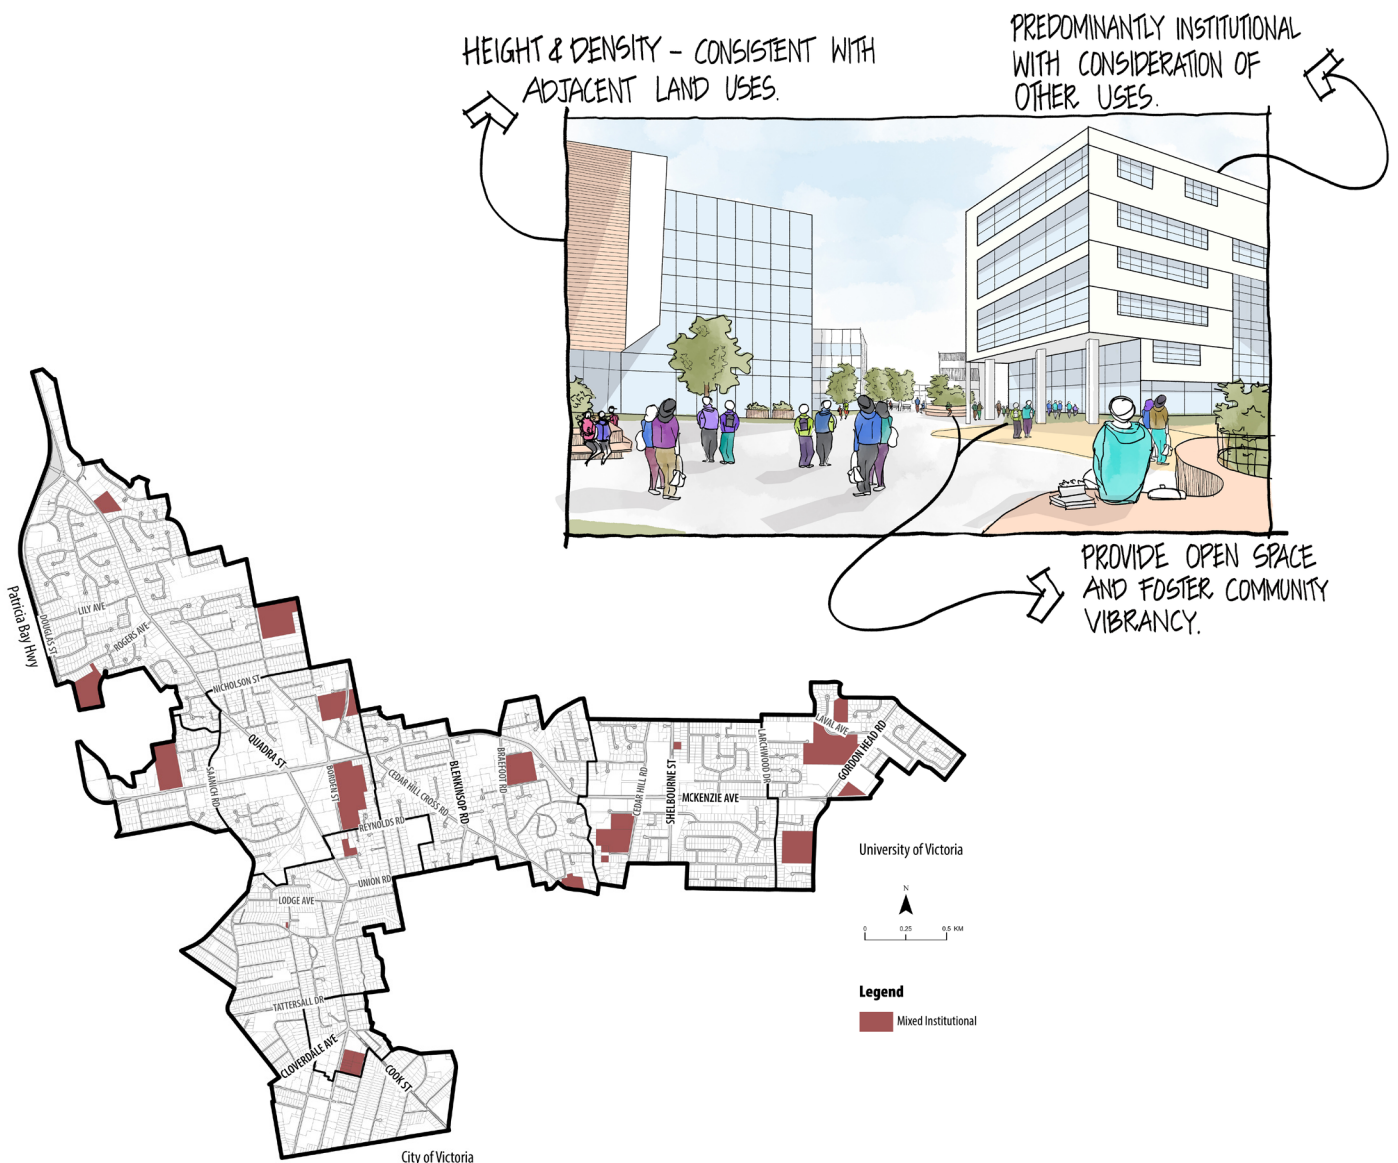 HEIGHT & DENSITY – CONSISTENT WITH
ADJACENT LAND USES.
PREDOMINANTLY INSTITUTIONAL
WITH CONSIDERATION OF
OTHER USES.
PROVIDE OPEN SPACE
AND FOSTER COMMUNITY
VIBRANCY.
Patricia Bay Hwy
DOUGLAS ST
LILY AVE
ROGERS AVE
NICHOLSON ST
QUADRA ST
SAANICH RD
BORDEN ST
CEDAR HILL CROSS RD
BLENKINSOP RD
BRAEFOOT RD
REYNOLDS RD
UNION RD
LODGE AVE
TATTERSALL DR
CLOVERDALE AVE
COOK ST
CEDAR HILL RD
SHELBOURNE ST
MCKENZIE AVE
LARCHWOOD DR
LAVAL AVE
GORDON HEAD RD
University of Victoria
N
0 0.25 0.5 KM
Legend
Mixed Institutional
City of Victoria